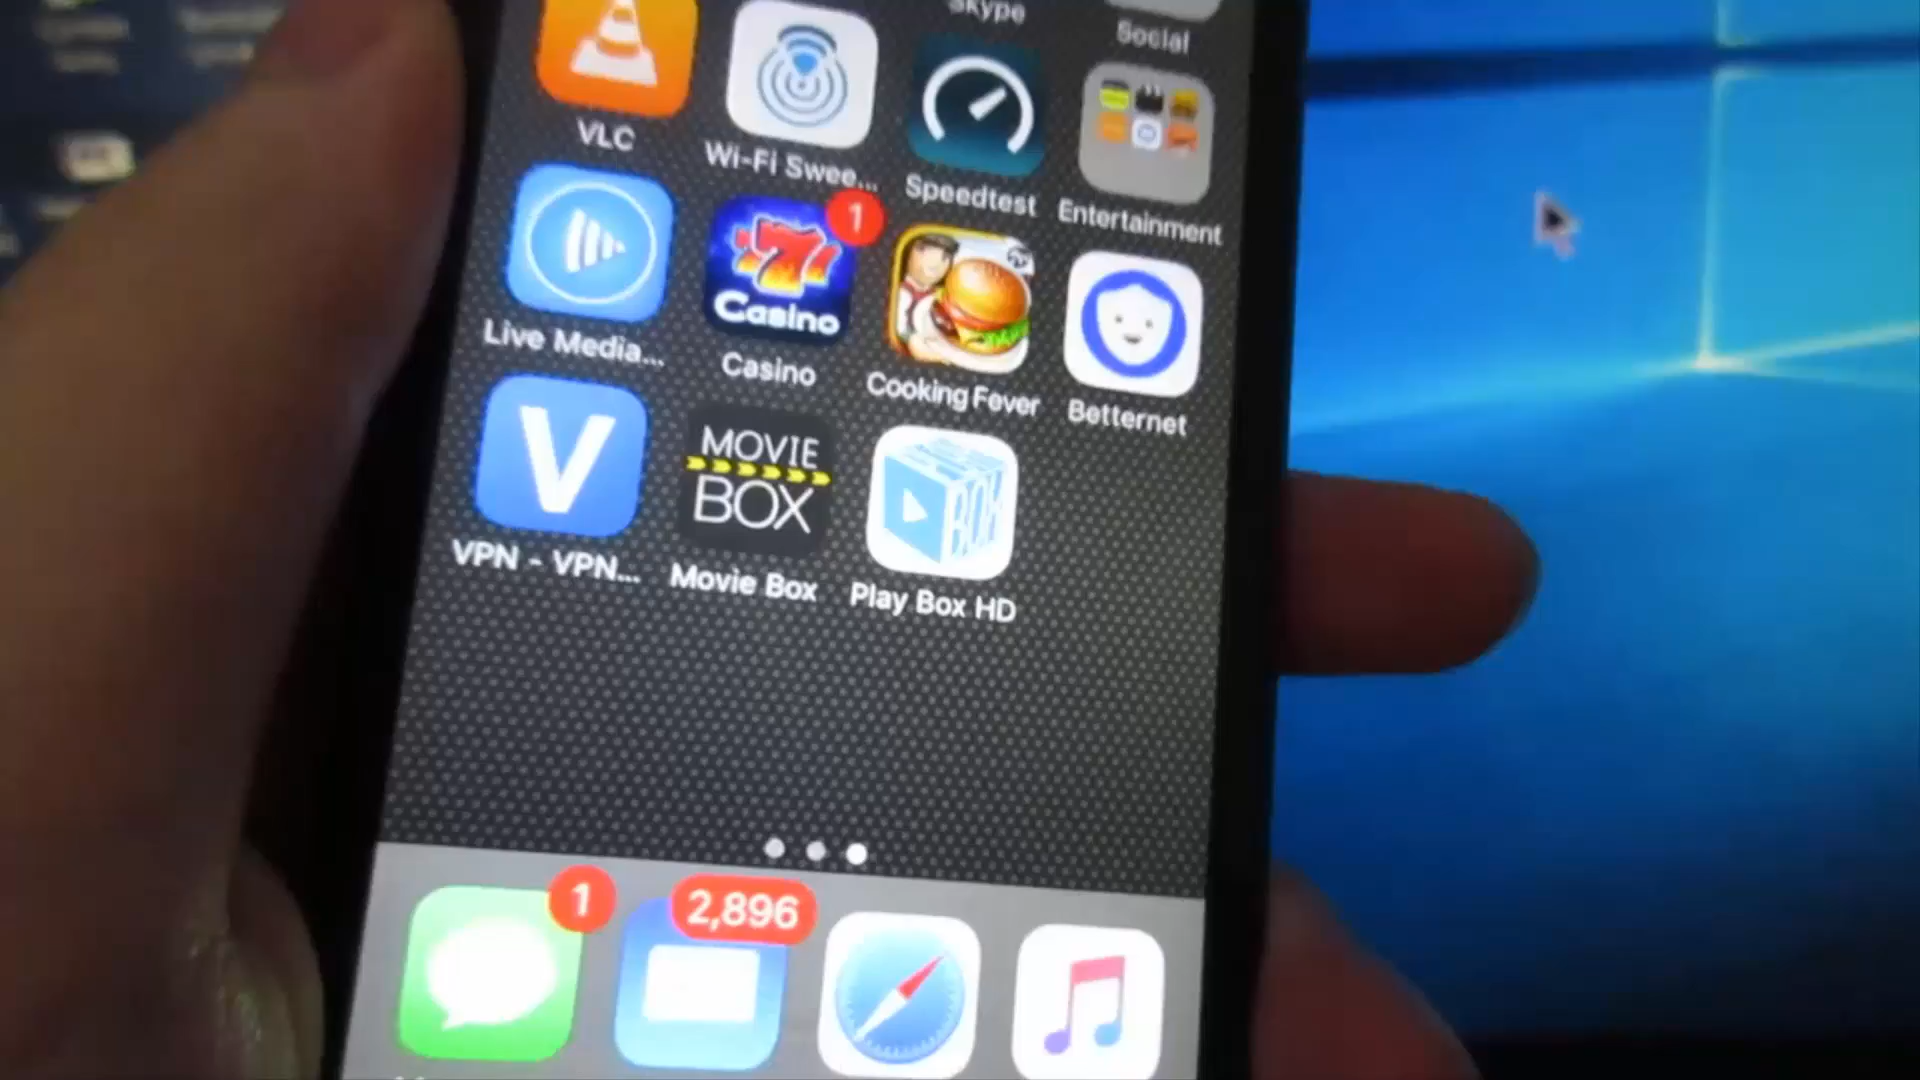 Skype
Social
VLC
Wi-Fi Swee...
Speedtest
Entertainment
1
Casino
Live Media...
Casino
Cooking Fever
Betternet
V
MOVIE
BOX
BOX
VPN - VPN...
Movie Box
Play Box HD
1
2,896